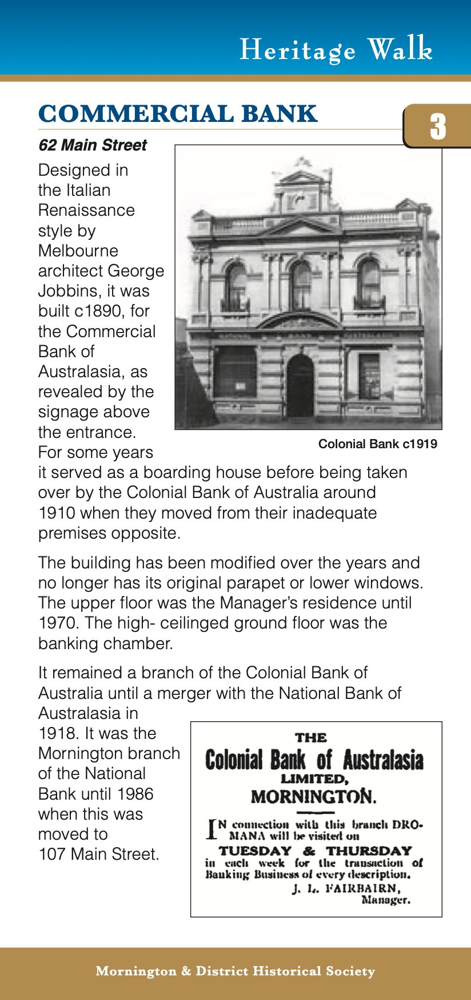 Heritage Walk
COMMERCIAL BANK
3
62 Main Street
Designed in
the Italian
Renaissance
style by
Melbourne
architect George
Jobbins, it was
built c1890, for
the Commercial
Bank of
Australasia, as
revealed by the
signage above
the entrance.
For some years
it served as a boarding house before being taken
over by the Colonial Bank of Australia around
1910 when they moved from their inadequate
premises opposite.
Colonial Bank c1919
The building has been modified over the years and
no longer has its original parapet or lower windows.
The upper floor was the Manager’s residence until
1970. The high- ceilinged ground floor was the
banking chamber.
It remained a branch of the Colonial Bank of
Australia until a merger with the National Bank of
Australasia in
1918. It was the
Mornington branch
of the National
Bank until 1986
when this was
moved to
107 Main Street.
THE
Colonial Bank of Australasia
LIMITED,
MORNINGTON.
IN connection with this branch DRO-
MANA will be visited on
TUESDAY & THURSDAY
in each week for the transaction of
Banking Business of every description.
J. L. FAIRBAIRN,
Manager.
Mornington & District Historical Society